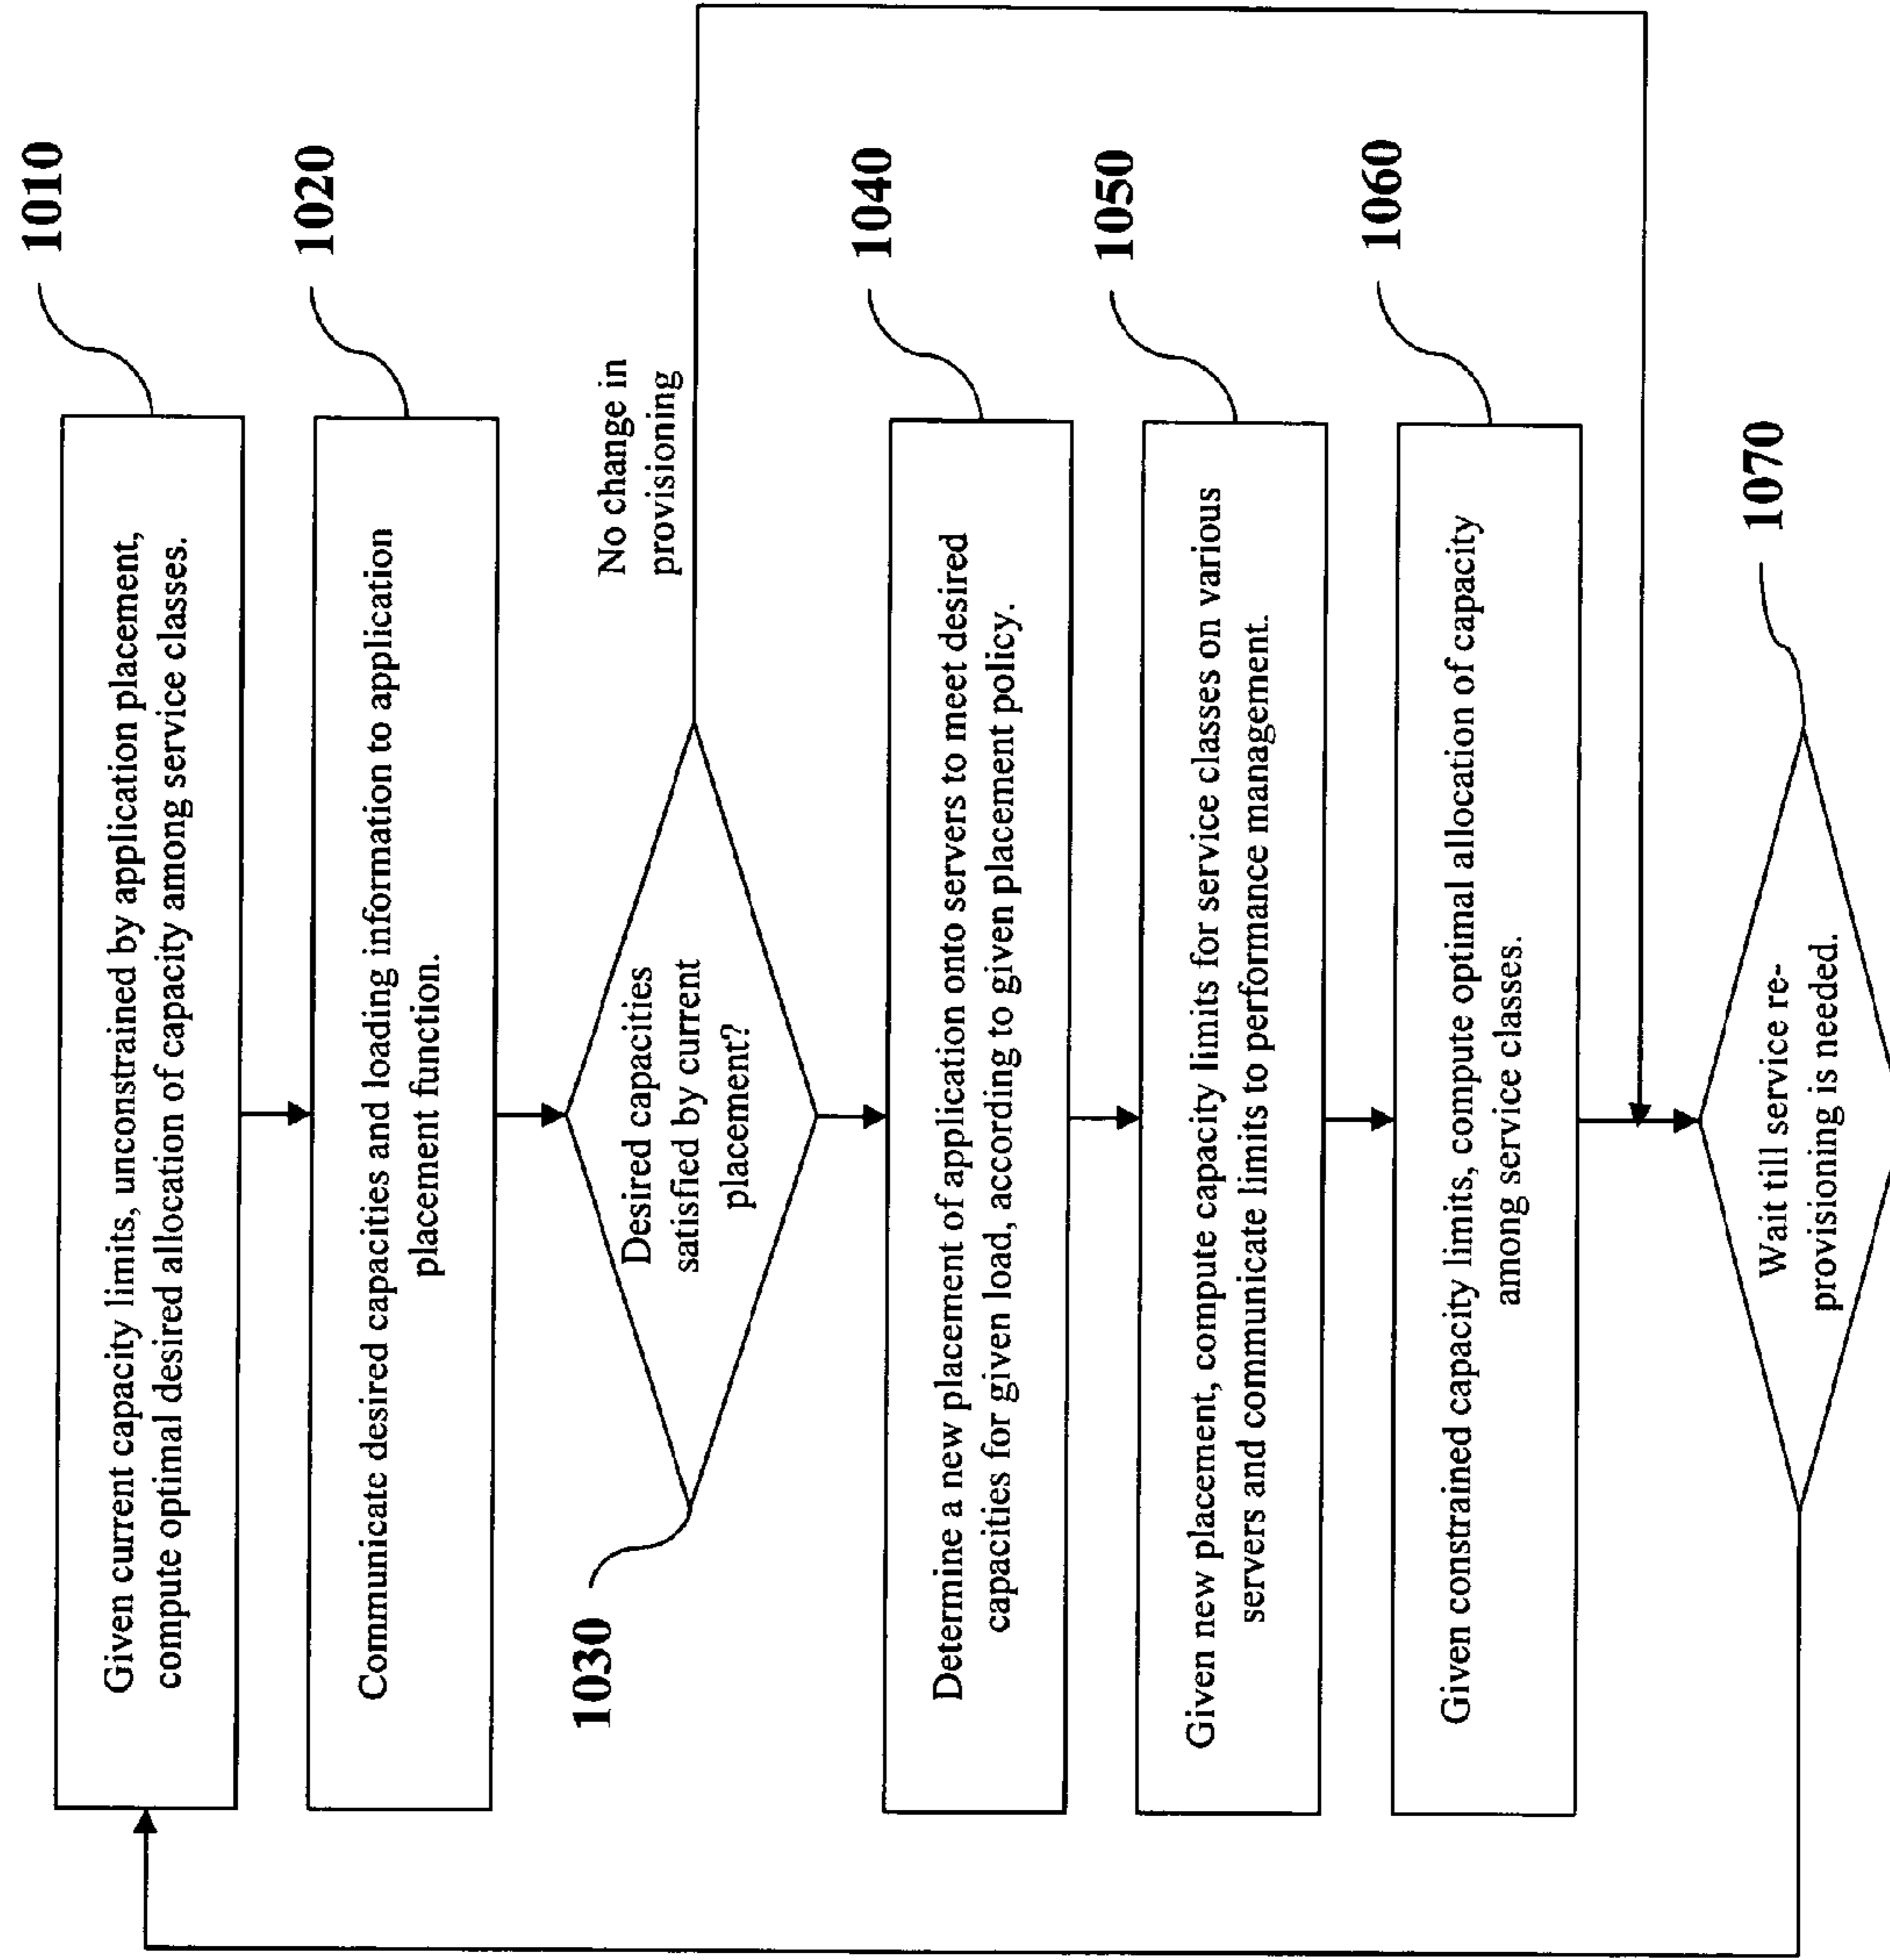 1010
Given current capacity limits, unconstrained by application placement,
compute optimal desired allocation of capacity among service classes.
1020
Communicate desired capacities and loading information to application
placement function.
1030
Desired capacities
satisfied by current
placement?
No change in
provisioning
1040
Determine a new placement of application onto servers to meet desired
capacities for given load, according to given placement policy.
1050
Given new placement, compute capacity limits for service classes on various
servers and communicate limits to performance management.
1060
Given constrained capacity limits, compute optimal allocation of capacity
among service classes.
1070
Wait till service re-
provisioning is needed.